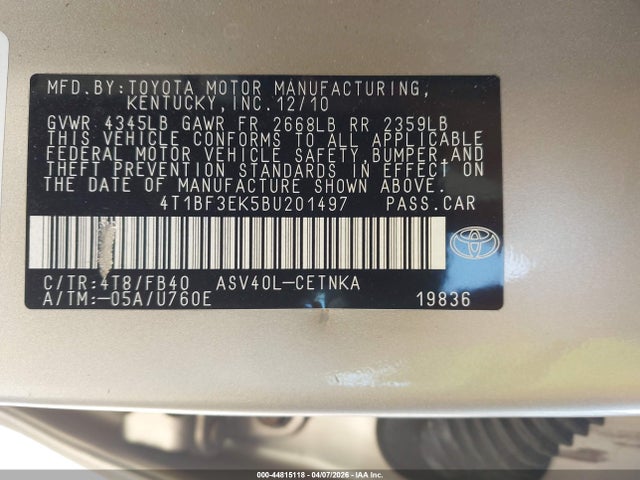 MFD.BY:TOYOTA MOTOR MANUFACTURING,
KENTUCKY,INC.12/10
GVWR 4345LB GAWR FR 2668LB RR 2359LB
THIS VEHICLE CONFORMS TO ALL APPLICABLE
FEDERAL MOTOR VEHICLE SAFETY,BUMPER,AND
THEFT PREVENTION STANDARDS IN EFFECT ON
THE DATE OF MANUFACTURE SHOWN ABOVE.
4T1BF3EK5BU201497 PASS.CAR
C/TR:4T8/FB40 ASV40L-CETNKA
A/TM:-05A/U760E 19836
000-44815118 - 04/07/2026 - IAA Inc.